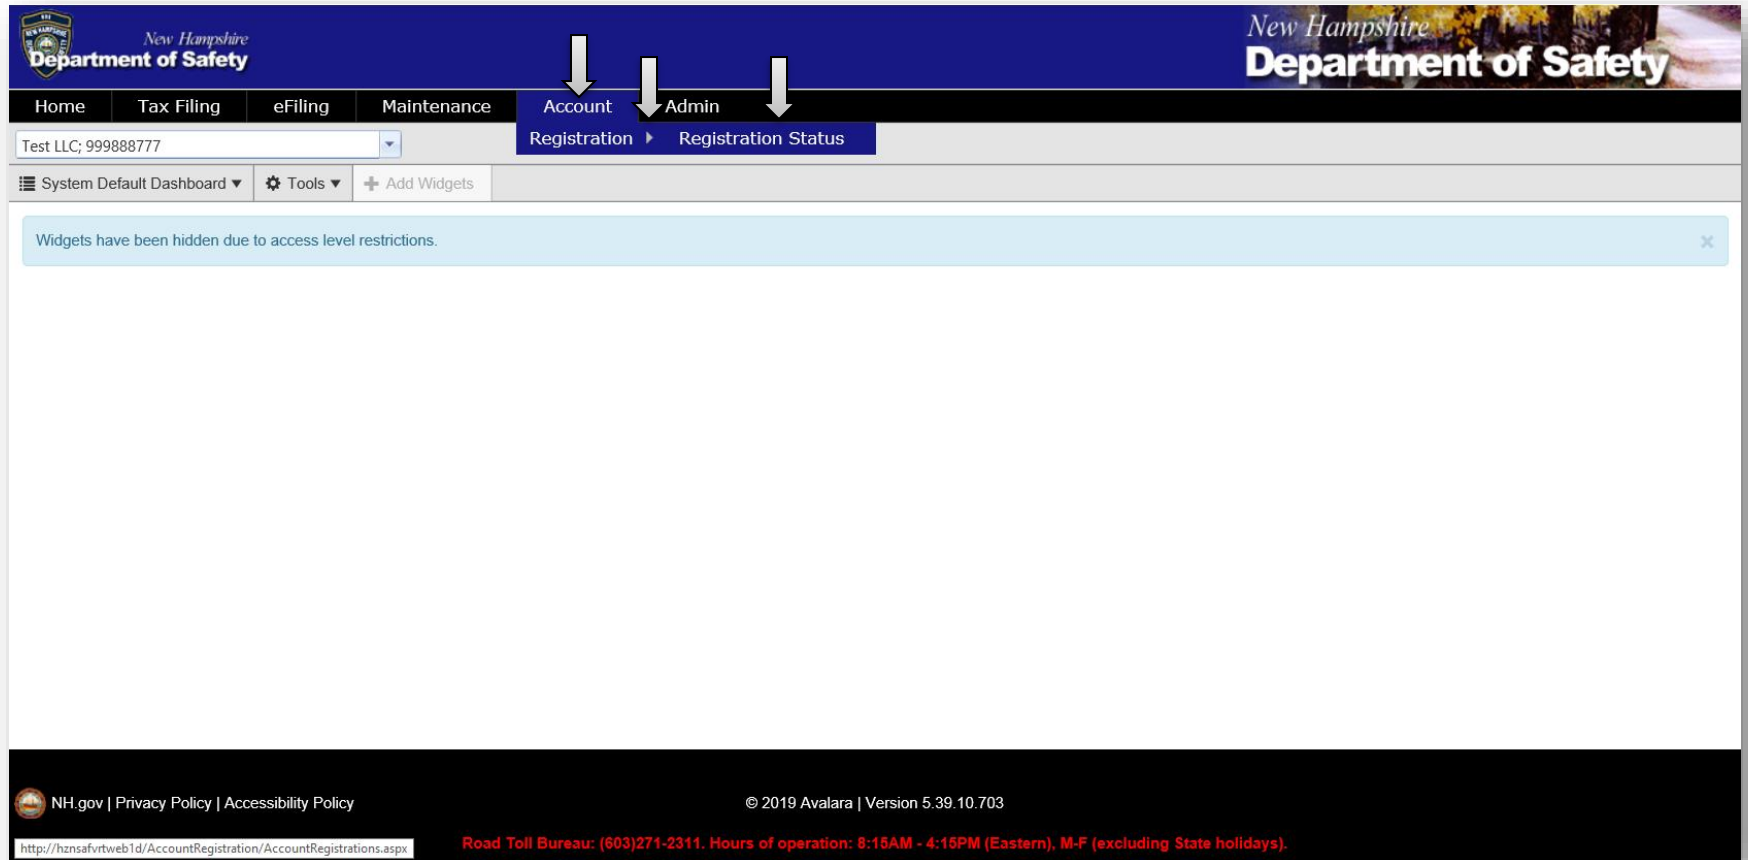 New Hampshire
Department of Safety
New Hampshire
Department of Safety
Home Tax Filing eFiling Maintenance Account Admin
Test LLC; 999888777
Registration Registration Status
System Default Dashboard Tools Add Widgets
Widgets have been hidden due to access level restrictions.
NH.gov | Privacy Policy | Accessibility Policy
© 2019 Avalara | Version 5.39.10.703
http://hznsafvrtweb1d/AccountRegistration/AccountRegistrations.aspx
Road Toll Bureau: (603)271-2311. Hours of operation: 8:15AM - 4:15PM (Eastern), M-F (excluding State holidays).